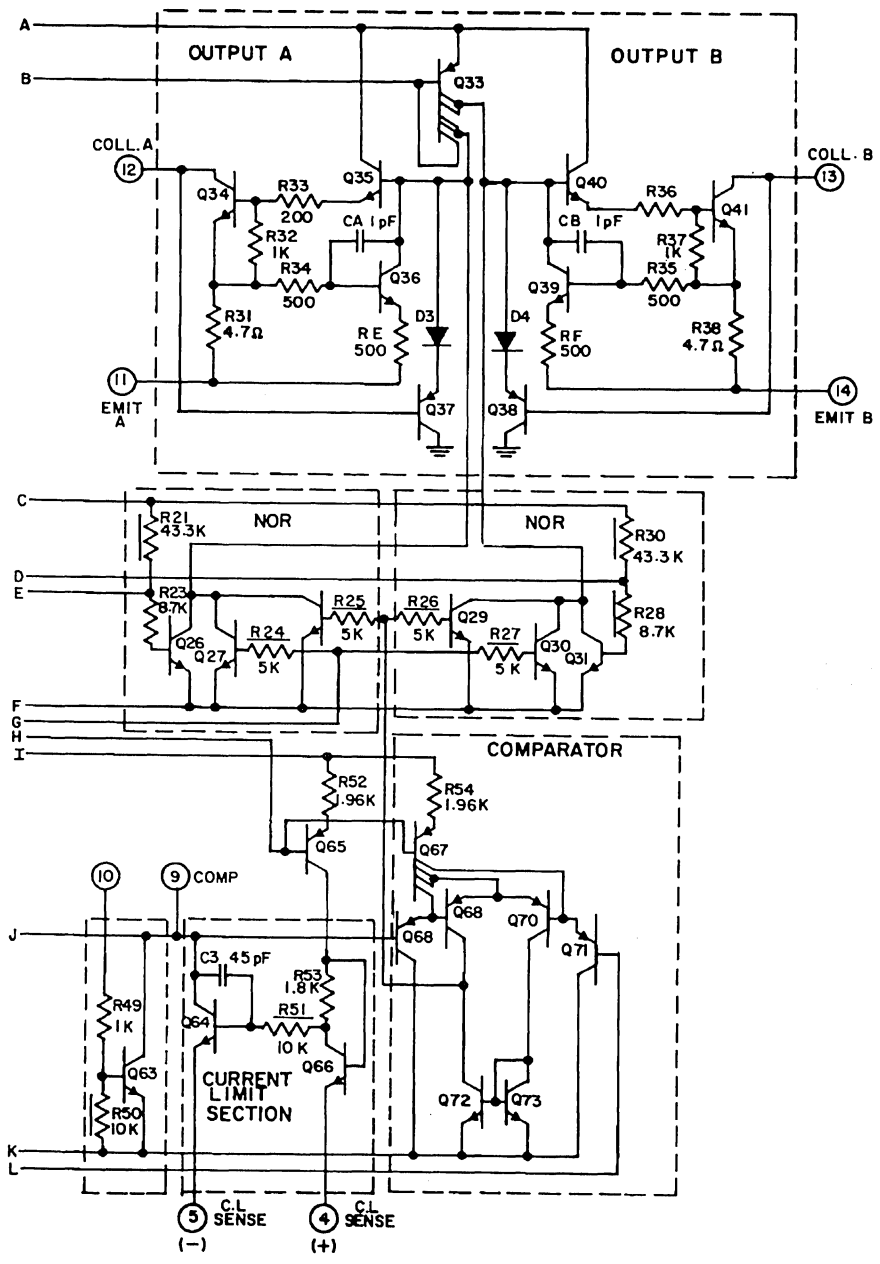 A
OUTPUT A
OUTPUT B
Q33
B
COLL.A
COLL. B
12
13
Q34
R33
200
Q35
Q40
R36
Q41
R32
1K
CA 1pF
CB 1pF
R37
1K
R34
500
Q36
Q39
R35
500
R31
4.7Ω
RE
500
D3
D4
RF
500
R38
4.7Ω
11
EMIT
A
Q37
Q38
14
EMIT B
C
R21
43.3K
NOR
NOR
R30
43.3K
D
E
R23
8.7K
R25
5K
R26
5K
Q29
R28
8.7K
Q26
Q27
R24
5K
R27
5K
Q30
Q31
F
G
H
I
COMPARATOR
R52
1.96K
R54
1.96K
Q65
Q67
10
9
COMP
Q68
Q68
Q70
Q71
J
C3 45pF
R53
1.8K
R49
1K
Q64
R51
10K
Q63
Q66
CURRENT
LIMIT
SECTION
Q72
Q73
R50
10K
K
L
5
C.L
SENSE
(-)
4
C.L
SENSE
(+)